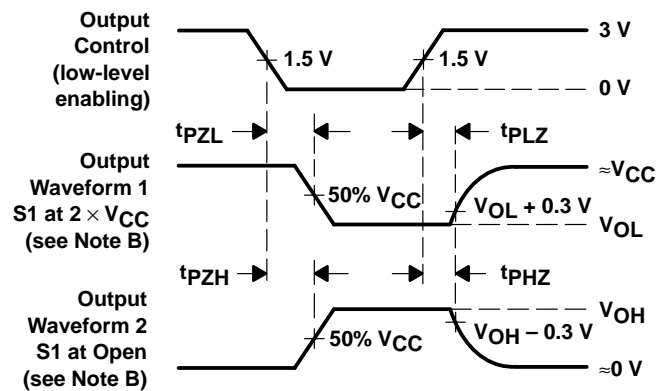 Output
Control
(low-level
enabling)
1.5 V
1.5 V
3 V
0 V
tPZL
tPLZ
Output
Waveform 1
S1 at 2 × VCC
(see Note B)
50% VCC
VOL + 0.3 V
≈VCC
VOL
tPZH
tPHZ
Output
Waveform 2
S1 at Open
(see Note B)
50% VCC
VOH − 0.3 V
VOH
≈0 V